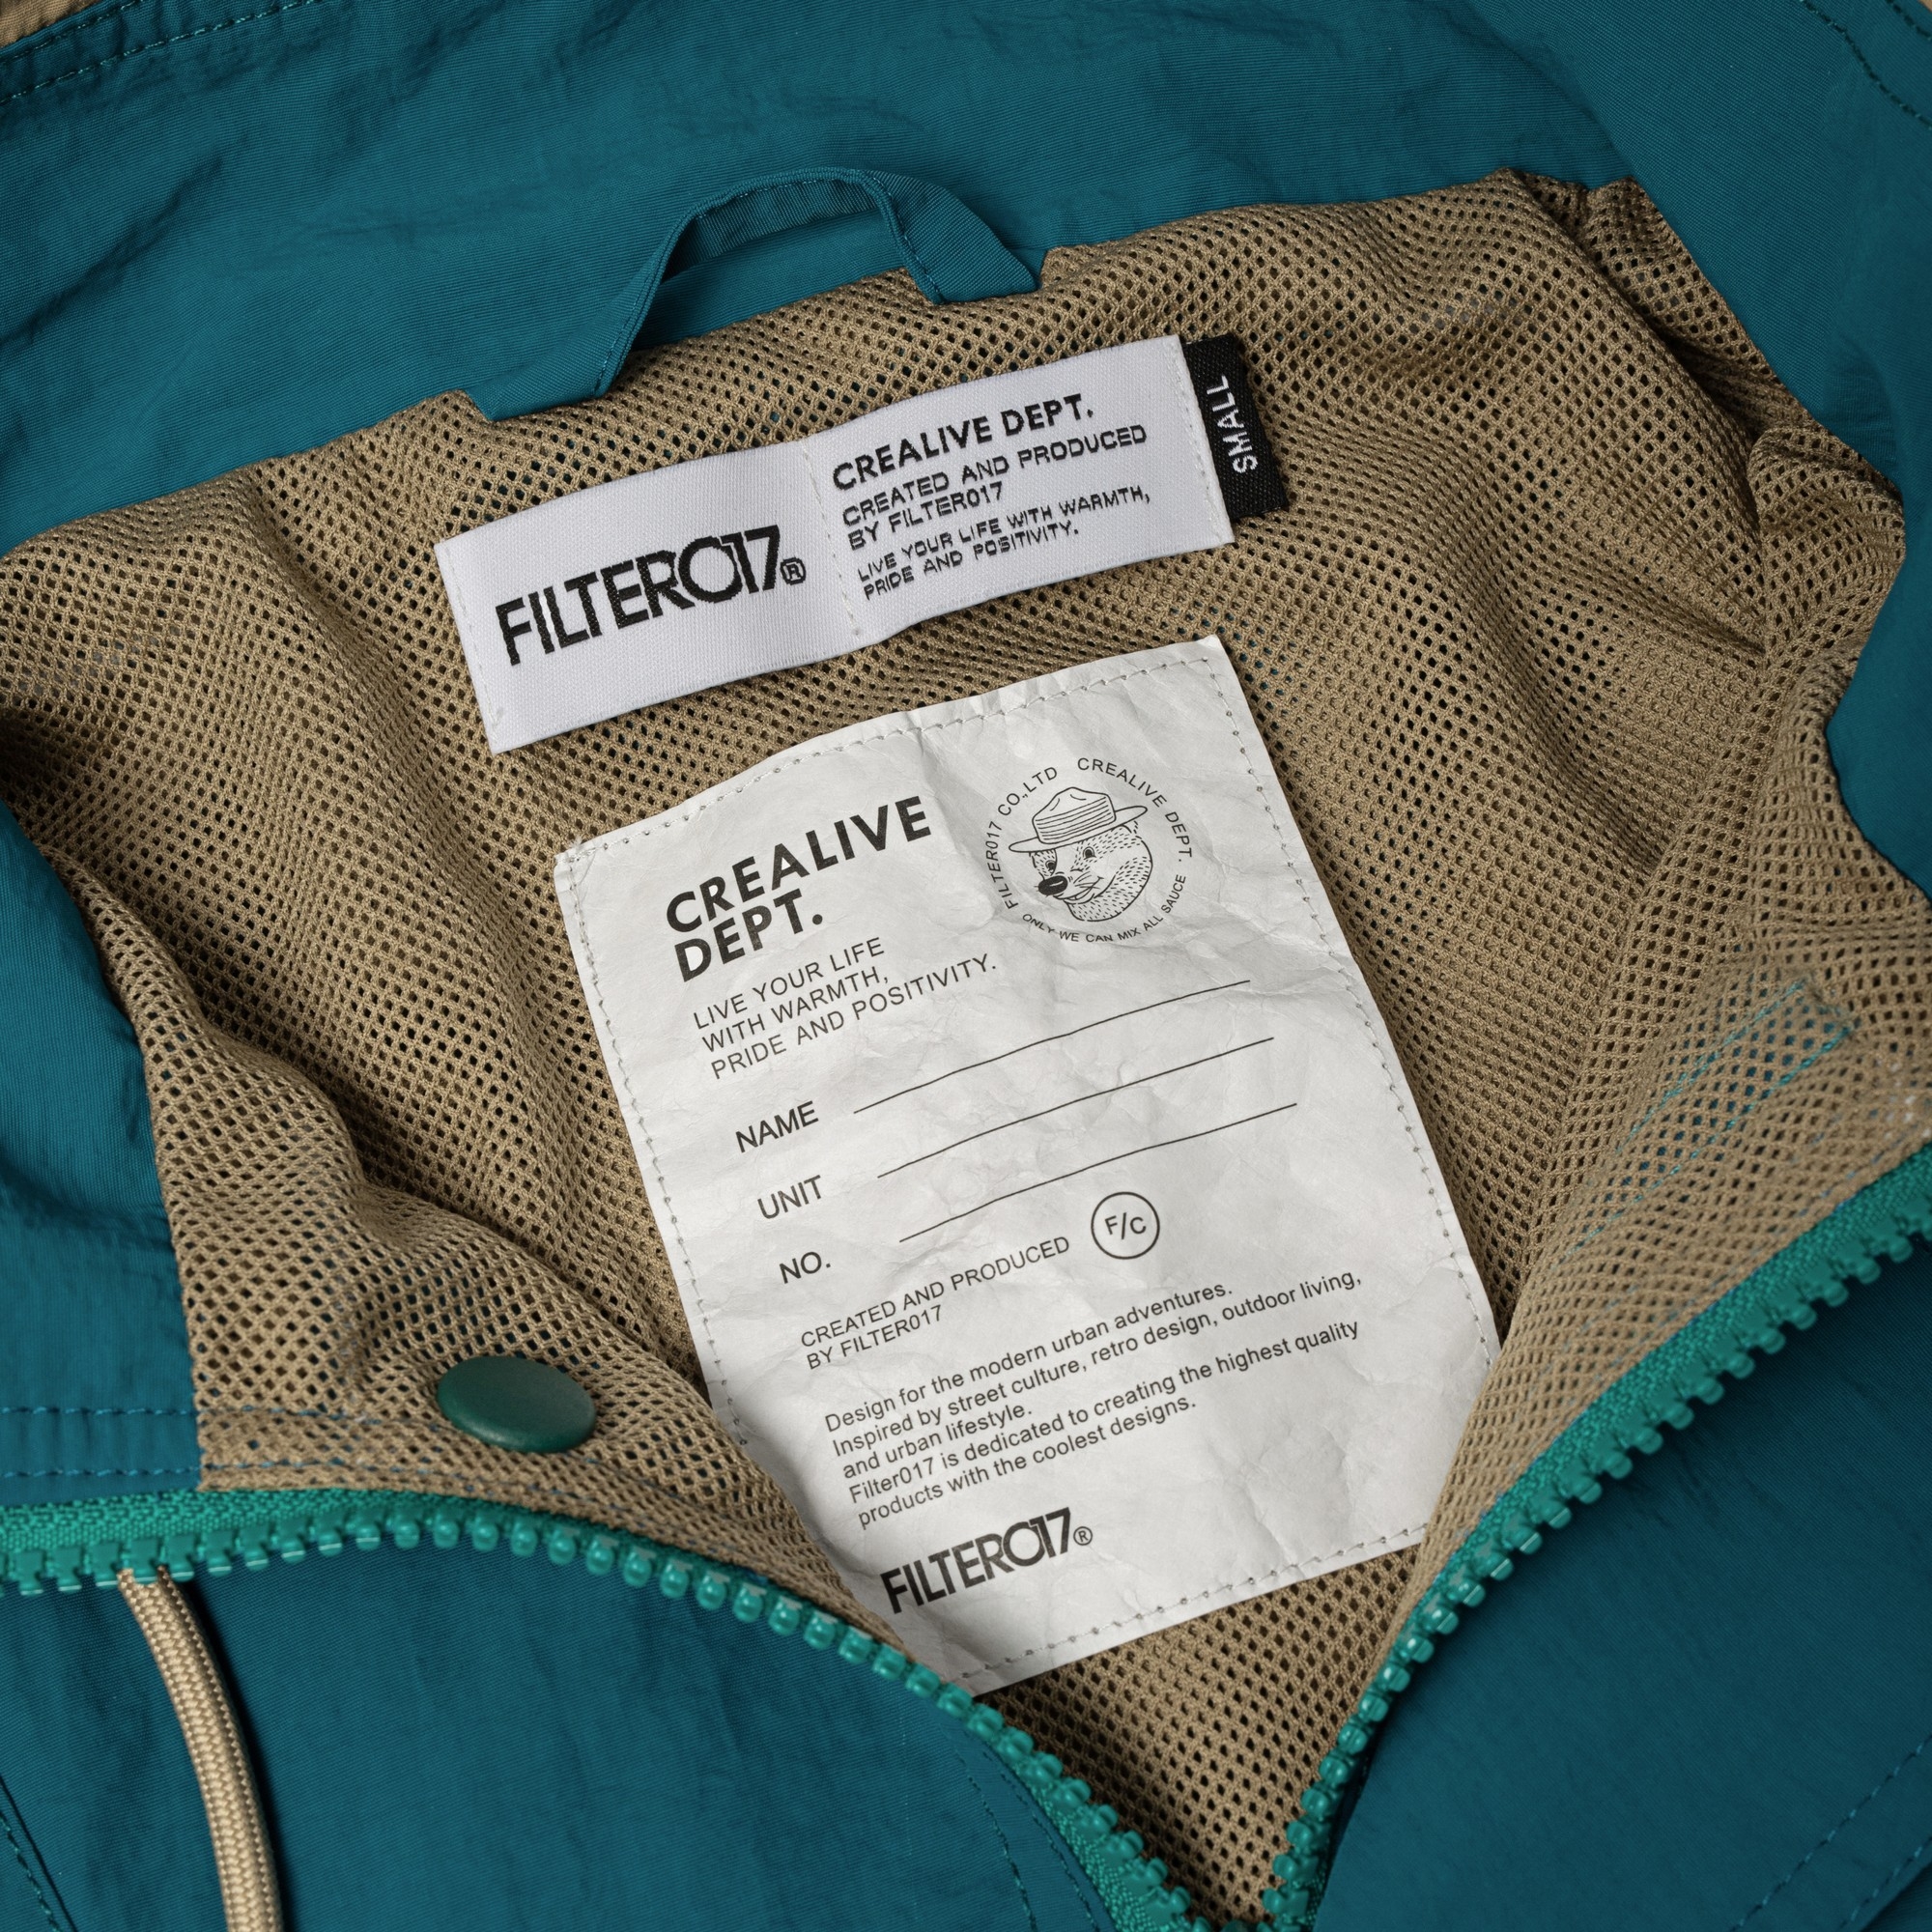 FILTER017®
CREALIVE DEPT.
CREATED AND PRODUCED
BY FILTER017
LIVE YOUR LIFE WITH WARMTH,
PRIDE AND POSITIVITY.
SMALL
CREALIVE
DEPT.
FILTER017 CO.,LTD CREALIVE DEPT.
ONLY WE CAN MIX ALL SAUCE
LIVE YOUR LIFE
WITH WARMTH,
PRIDE AND POSITIVITY.
NAME
UNIT
NO.
CREATED AND PRODUCED
BY FILTER017
F/C
Design for the modern urban adventures.
Inspired by street culture, retro design, outdoor living,
and urban lifestyle.
Filter017 is dedicated to creating the highest quality
products with the coolest designs.
FILTER017®